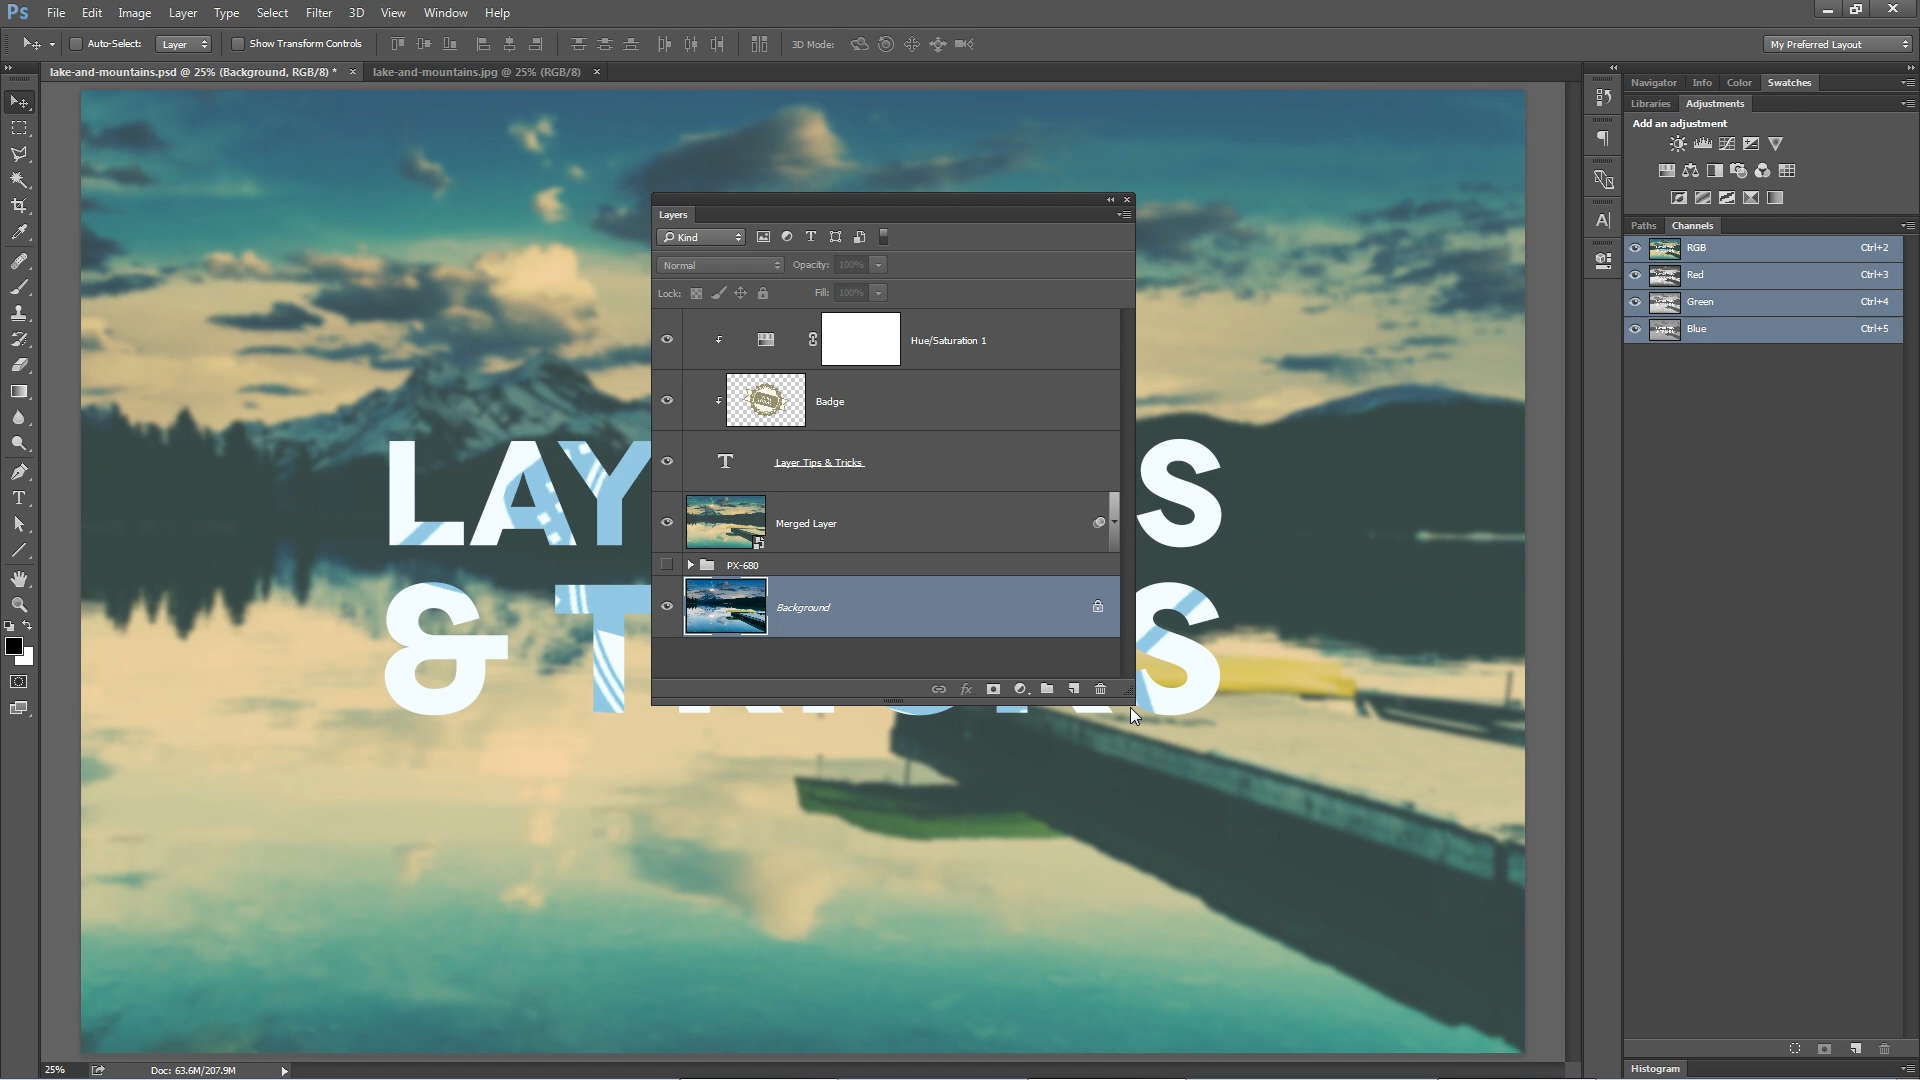 Ps File Edit Image Layer Type Select Filter 3D View Window Help
Auto-Select: Layer Show Transform Controls 3D Mode: My Preferred Layout
lake-and-mountains.psd @ 25% (Background, RGB/8) * × lake-and-mountains.jpg @ 25% (RGB/8) ×
Navigator Info Color Swatches
Libraries Adjustments
Add an adjustment
Paths Channels
RGB Ctrl+2
Red Ctrl+3
Green Ctrl+4
Blue Ctrl+5
Layers
Kind
Normal Opacity: 100%
Lock: Fill: 100%
Hue/Saturation 1
Badge
T Layer Tips & Tricks
Merged Layer
PX-680
Background
fx
LAY S
& T S
25% Doc: 63.6M/207.9M
Histogram